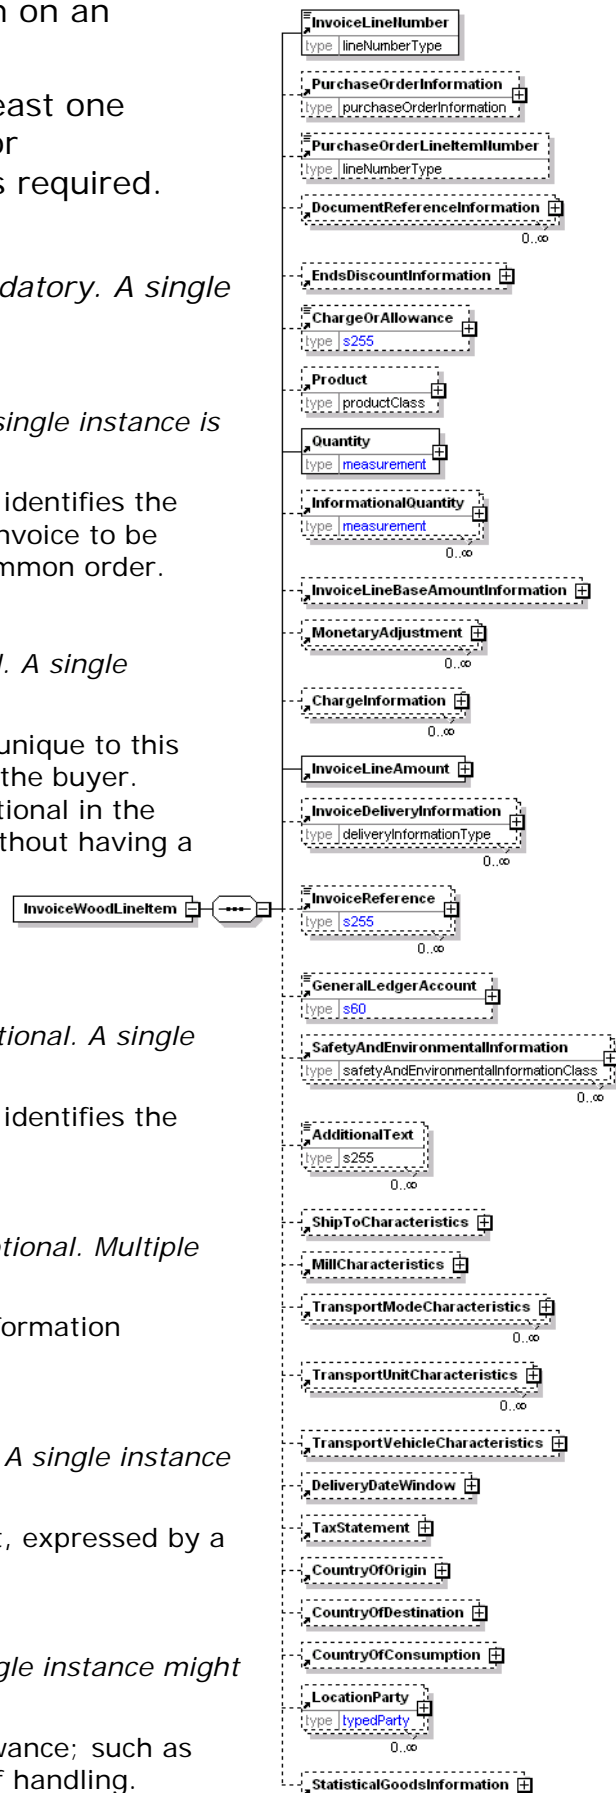 n on an
east one
or
s required.
datory. A single
single instance is
identifies the
nvoice to be
mmon order.
l. A single
unique to this
the buyer.
tional in the
ithout having a
InvoiceWoodLineItem
tional. A single
identifies the
otional. Multiple
formation
A single instance
t, expressed by a
gle instance might
wance; such as
f handling.
InvoiceLineNumber
type lineNumberType
PurchaseOrderInformation
type purchaseOrderInformation
PurchaseOrderLineItemNumber
type lineNumberType
DocumentReferenceInformation
0..∞
EndsDiscountInformation
ChargeOrAllowance
type s255
Product
type productClass
Quantity
type measurement
InformationalQuantity
type measurement
0..∞
InvoiceLineBaseAmountInformation
MonetaryAdjustment
0..∞
ChargeInformation
0..∞
InvoiceLineAmount
InvoiceDeliveryInformation
type deliveryInformationType
0..∞
InvoiceReference
type s255
0..∞
GeneralLedgerAccount
type s60
SafetyAndEnvironmentalInformation
type safetyAndEnvironmentalInformationClass
0..∞
AdditionalText
type s255
0..∞
ShipToCharacteristics
MillCharacteristics
TransportModeCharacteristics
0..∞
TransportUnitCharacteristics
0..∞
TransportVehicleCharacteristics
DeliveryDateWindow
TaxStatement
CountryOfOrigin
CountryOfDestination
CountryOfConsumption
LocationParty
type typedParty
0..∞
StatisticalGoodsInformation